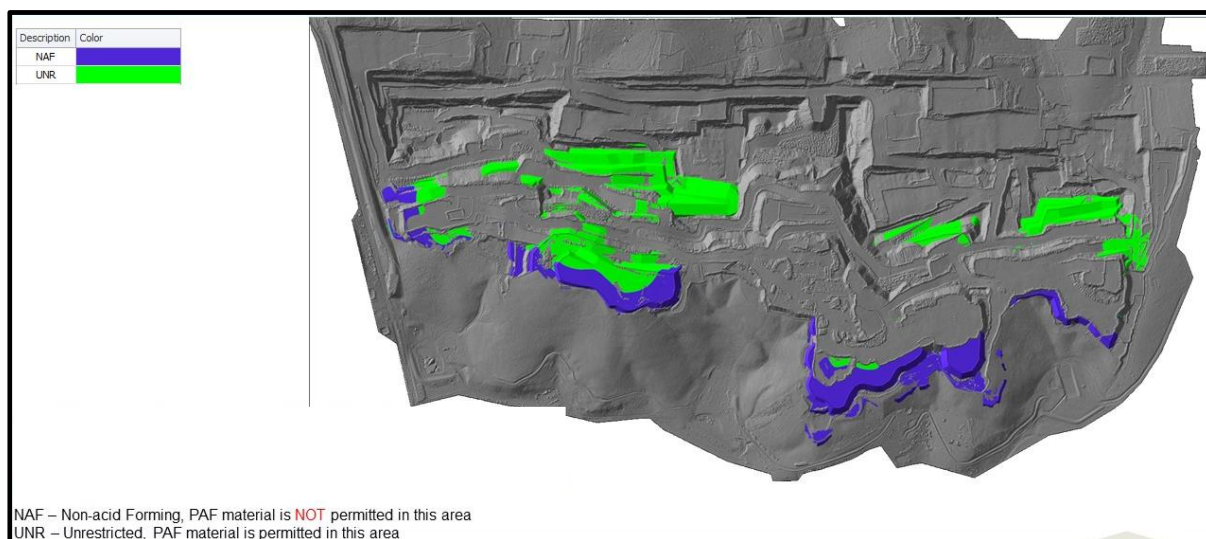 Description Color
NAF
UNR
NAF – Non-acid Forming, PAF material is NOT permitted in this area
UNR – Unrestricted, PAF material is permitted in this area